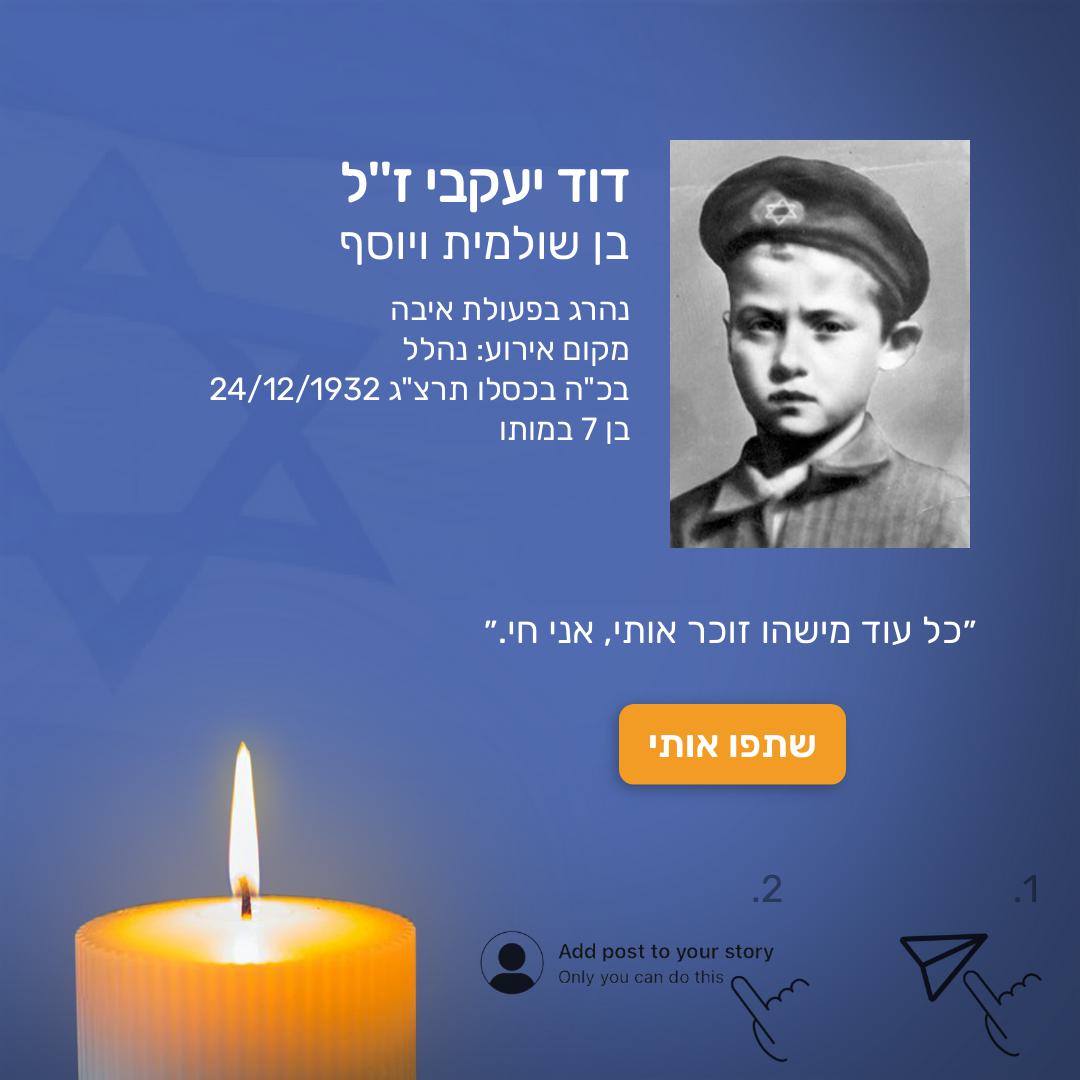 דוד יעקבי ז"ל
בן שולמית ויוסף
נהרג בפעולת איבה
מקום אירוע: נהלל
בכ"ה בכסלו תרצ"ג 24/12/1932
בן 7 במותו
״כל עוד מישהו זוכר אותי, אני חי.״
שתפו אותי
1.
2.
Add post to your story
Only you can do this